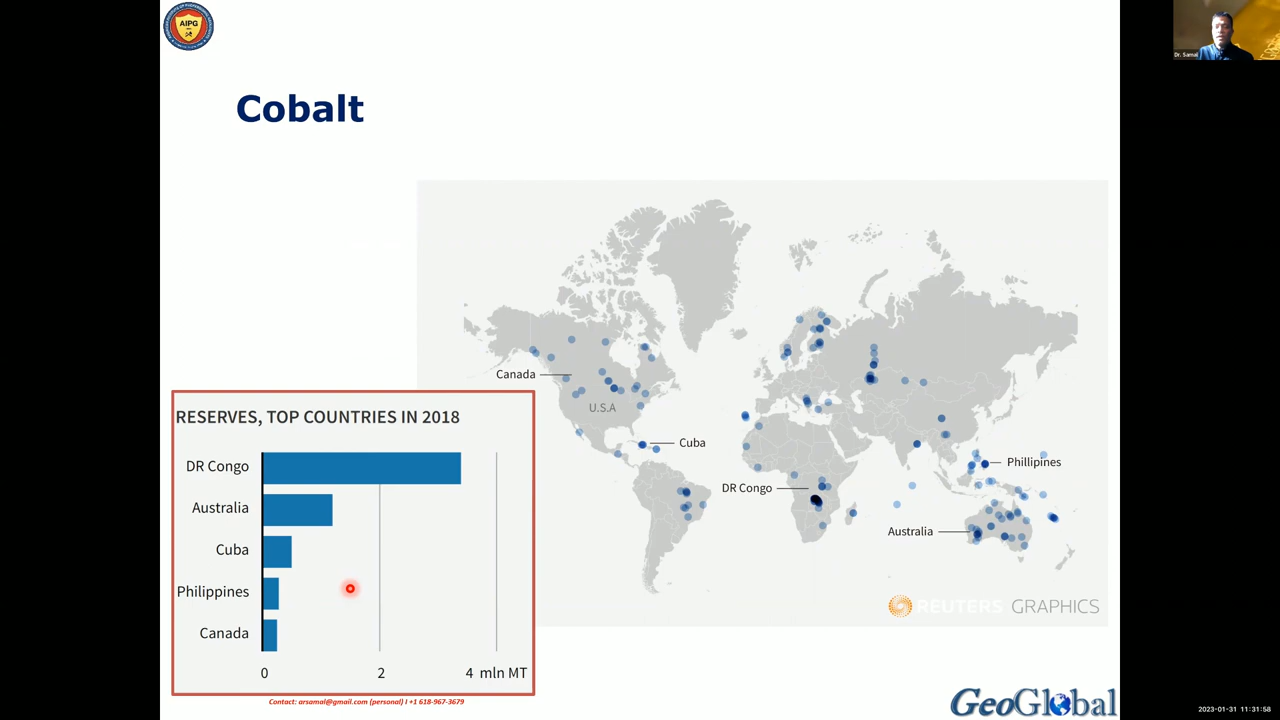 AIPG
Dr. Samal
Cobalt
Canada
U.S.A
Cuba
DR Congo
Phillipines
Australia
REUTERS GRAPHICS
RESERVES, TOP COUNTRIES IN 2018
DR Congo
Australia
Cuba
Philippines
Canada
0 2 4 mln MT
Contact: arsamal@gmail.com (personal) I +1 618-967-3679
GeoGlobal
2023-01-31 11:31:58